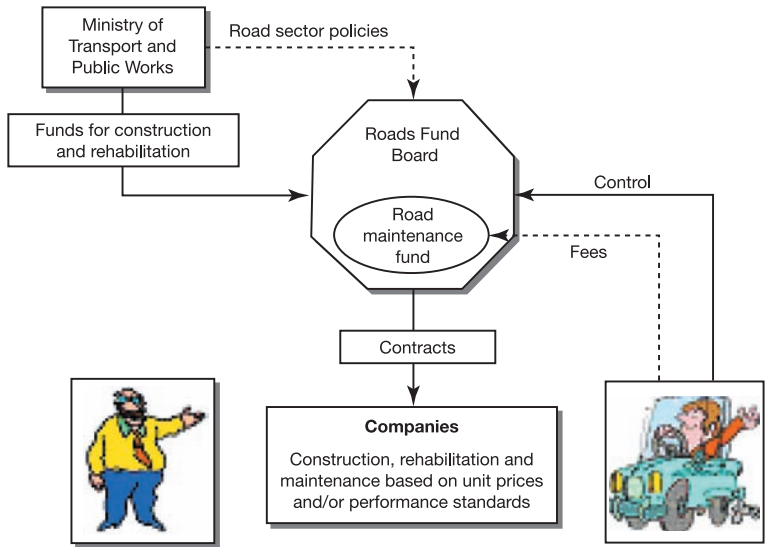 Ministry of
Transport and
Public Works
Road sector policies
Funds for construction
and rehabilitation
Roads Fund
Board
Control
Road
maintenance
fund
Fees
Contracts
Companies
Construction, rehabilitation and
maintenance based on unit prices
and/or performance standards